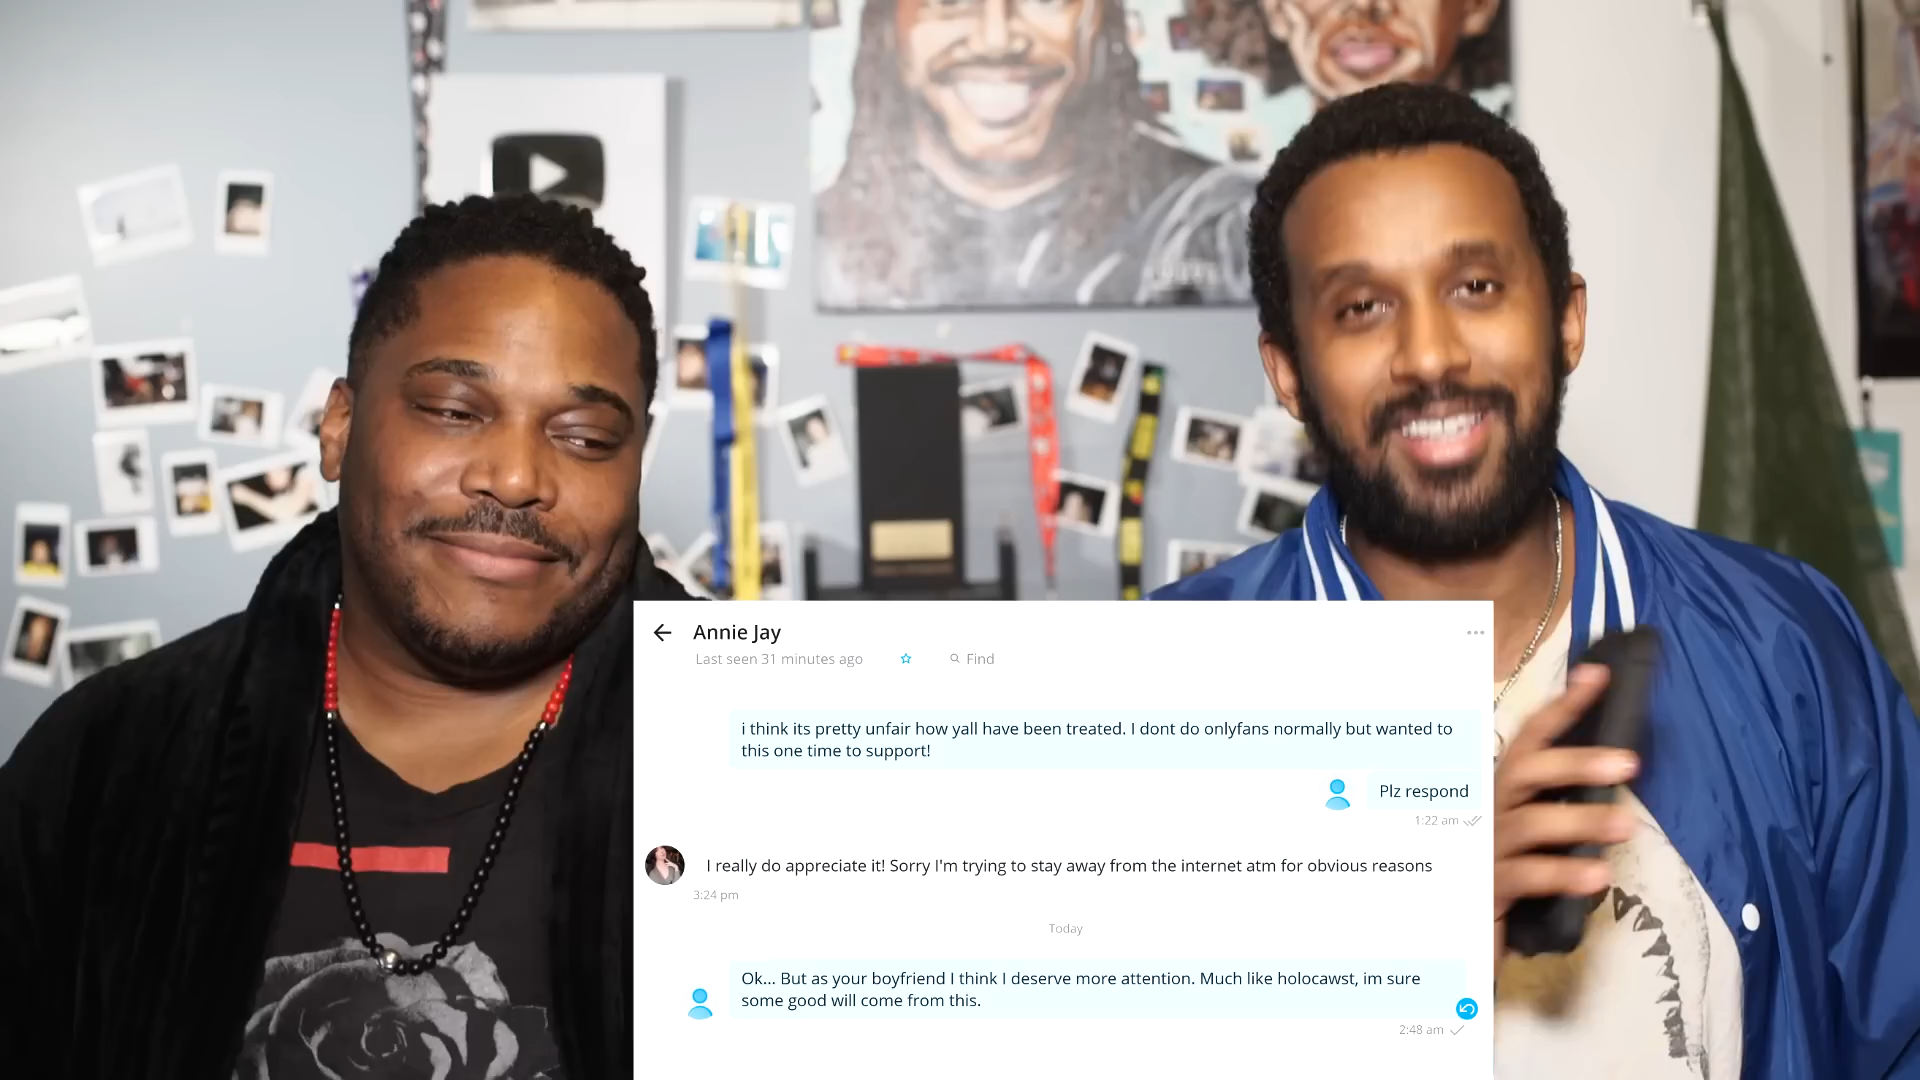 Annie Jay
Last seen 31 minutes ago
Find
i think its pretty unfair how yall have been treated. I dont do onlyfans normally but wanted to
this one time to support!
Plz respond
1:22 am
I really do appreciate it! Sorry I'm trying to stay away from the internet atm for obvious reasons
3:24 pm
Today
Ok... But as your boyfriend I think I deserve more attention. Much like holocawst, im sure
some good will come from this.
2:48 am